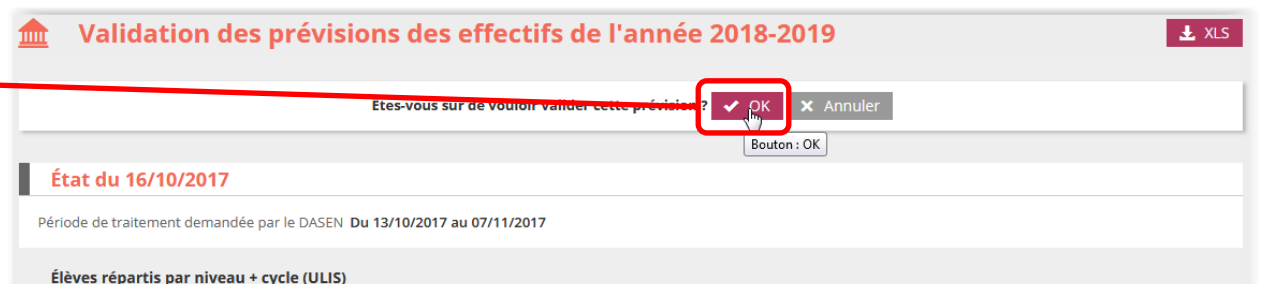 Validation des prévisions des effectifs de l'année 2018-2019
XLS
Etes-vous sûr de vouloir valider cette prévision ? OK Annuler
Bouton : OK
État du 16/10/2017
Période de traitement demandée par le DASEN Du 13/10/2017 au 07/11/2017
Élèves répartis par niveau + cycle (ULIS)